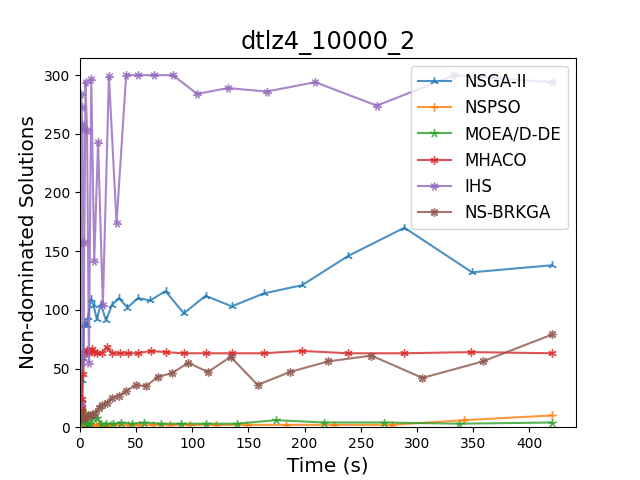 dtlz4_10000_2
Non-dominated Solutions
300
250
200
150
100
50
0
0 50 100 150 200 250 300 350 400
Time (s)
NSGA-II
NSPSO
MOEA/D-DE
MHACO
IHS
NS-BRKGA